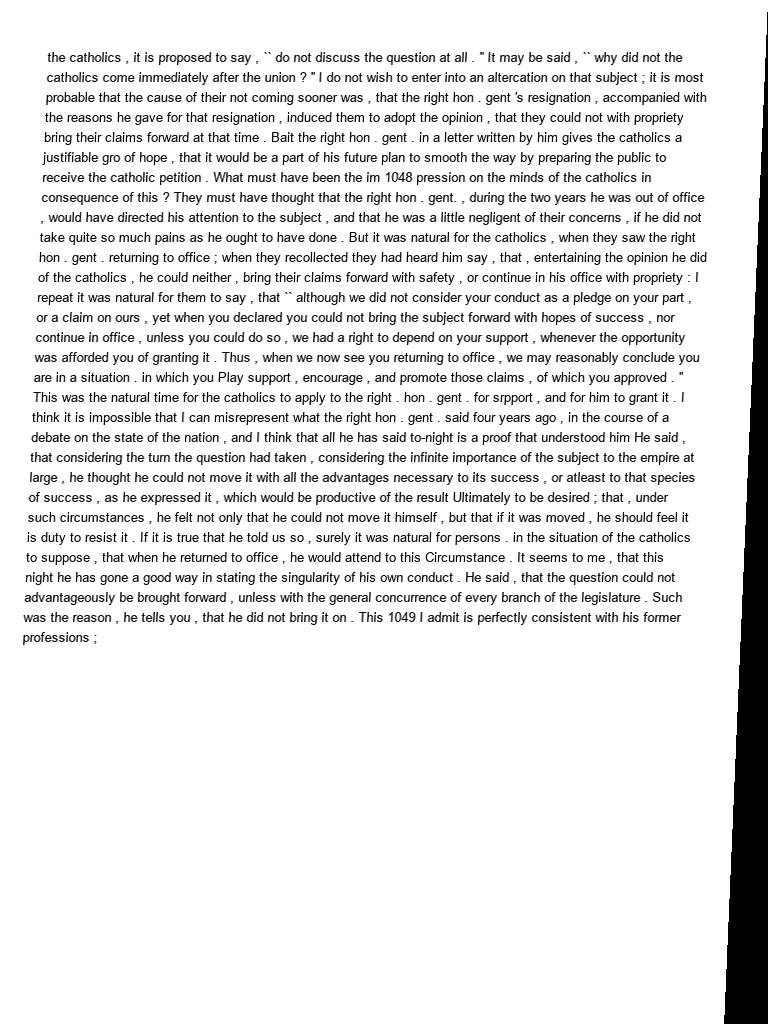 the catholics , it is proposed to say , `` do not discuss the question at all . " It may be said , `` why did not the
catholics come immediately after the union ? " I do not wish to enter into an altercation on that subject ; it is most
probable that the cause of their not coming sooner was , that the right hon . gent 's resignation , accompanied with
the reasons he gave for that resignation , induced them to adopt the opinion , that they could not with propriety
bring their claims forward at that time . Bait the right hon . gent . in a letter written by him gives the catholics a
justifiable gro of hope , that it would be a part of his future plan to smooth the way by preparing the public to
receive the catholic petition . What must have been the im 1048 pression on the minds of the catholics in
consequence of this ? They must have thought that the right hon . gent. , during the two years he was out of office
, would have directed his attention to the subject , and that he was a little negligent of their concerns , if he did not
take quite so much pains as he ought to have done . But it was natural for the catholics , when they saw the right
hon . gent . returning to office ; when they recollected they had heard him say , that , entertaining the opinion he did
of the catholics , he could neither , bring their claims forward with safety , or continue in his office with propriety : I
repeat it was natural for them to say , that `` although we did not consider your conduct as a pledge on your part ,
or a claim on ours , yet when you declared you could not bring the subject forward with hopes of success , nor
continue in office , unless you could do so , we had a right to depend on your support , whenever the opportunity
was afforded you of granting it . Thus , when we now see you returning to office , we may reasonably conclude you
are in a situation . in which you Play support , encourage , and promote those claims , of which you approved . "
This was the natural time for the catholics to apply to the right . hon . gent . for srpport , and for him to grant it . I
think it is impossible that I can misrepresent what the right hon . gent . said four years ago , in the course of a
debate on the state of the nation , and I think that all he has said to-night is a proof that understood him He said ,
that considering the turn the question had taken , considering the infinite importance of the subject to the empire at
large , he thought he could not move it with all the advantages necessary to its success , or atleast to that species
of success , as he expressed it , which would be productive of the result Ultimately to be desired ; that , under
such circumstances , he felt not only that he could not move it himself , but that if it was moved , he should feel it
is duty to resist it . If it is true that he told us so , surely it was natural for persons . in the situation of the catholics
to suppose , that when he returned to office , he would attend to this Circumstance . It seems to me , that this
night he has gone a good way in stating the singularity of his own conduct . He said , that the question could not
advantageously be brought forward , unless with the general concurrence of every branch of the legislature . Such
was the reason , he tells you , that he did not bring it on . This 1049 I admit is perfectly consistent with his former
professions ;